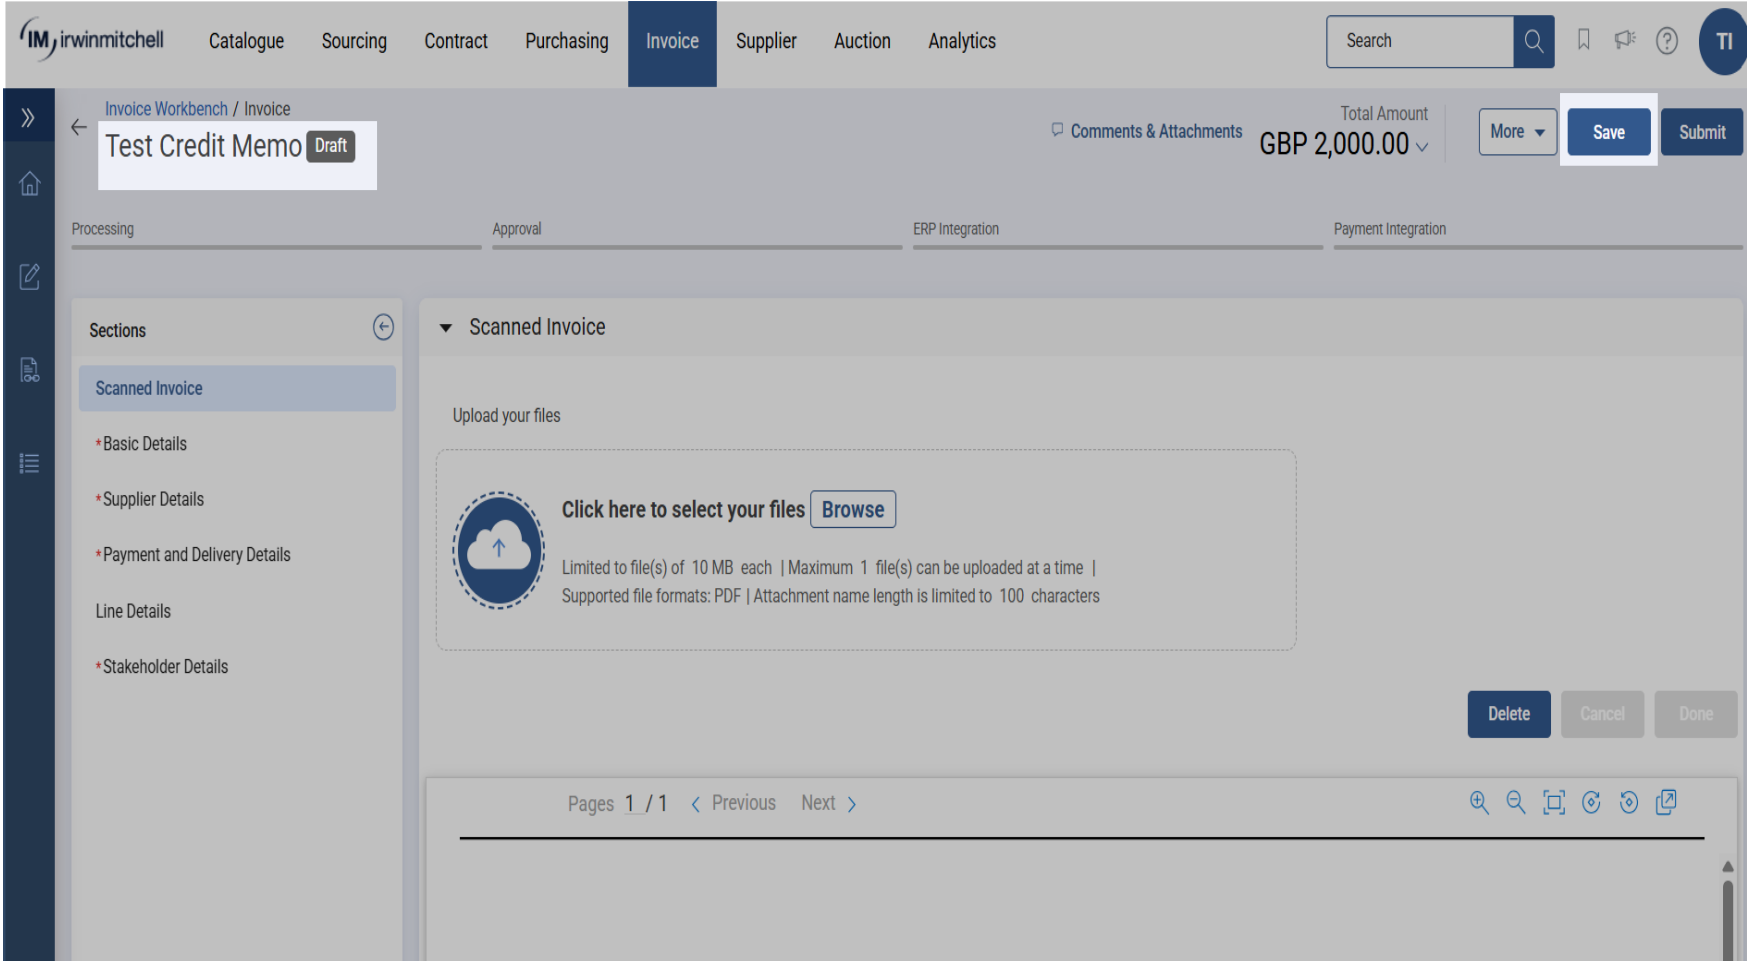 IM irwinmitchell Catalogue Sourcing Contract Purchasing Invoice Supplier Auction Analytics Search TI
Invoice Workbench / Invoice
Test Credit Memo Draft
Comments & Attachments
Total Amount
GBP 2,000.00
More Save Submit
Processing Approval ERP Integration Payment Integration
Sections
Scanned Invoice
*Basic Details
*Supplier Details
*Payment and Delivery Details
Line Details
*Stakeholder Details
Scanned Invoice
Upload your files
Click here to select your files Browse
Limited to file(s) of 10 MB each | Maximum 1 file(s) can be uploaded at a time |
Supported file formats: PDF | Attachment name length is limited to 100 characters
Delete Cancel Done
Pages 1 / 1 Previous Next